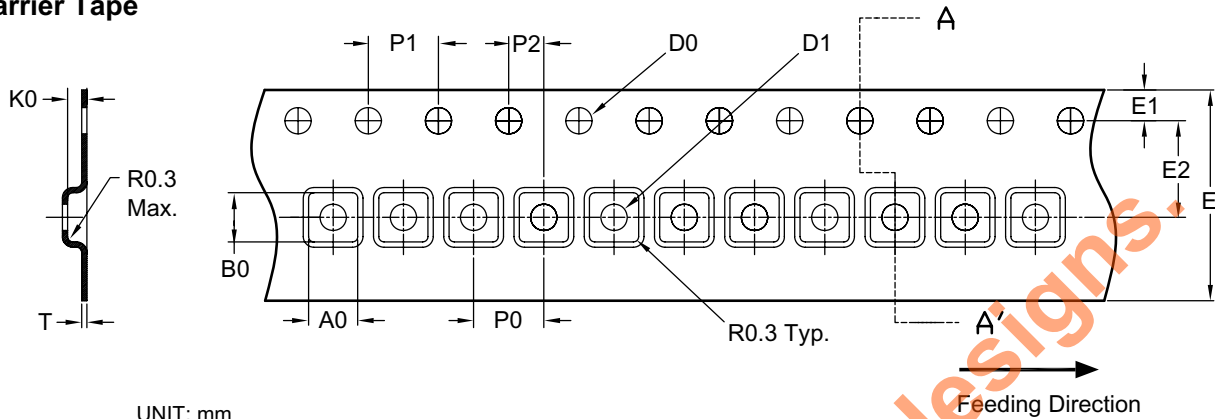 arrier Tape
P1
P2
D0
D1
A
K0
E1
R0.3
Max.
E2
E
B0
T
A0
P0
R0.3 Typ.
A'
Feeding Direction
UNIT: mm
designs.